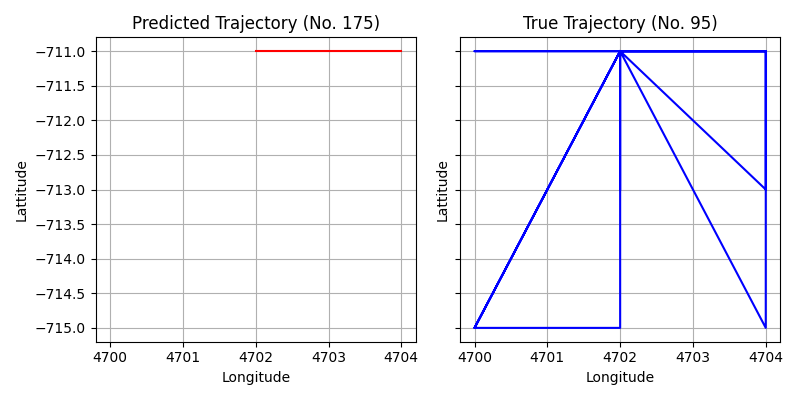 Predicted Trajectory (No. 175)
−711.0
−711.5
−712.0
−712.5
−713.0
−713.5
−714.0
−714.5
−715.0
Lattitude
4700 4701 4702 4703 4704
Longitude
True Trajectory (No. 95)
Lattitude
4700 4701 4702 4703 4704
Longitude